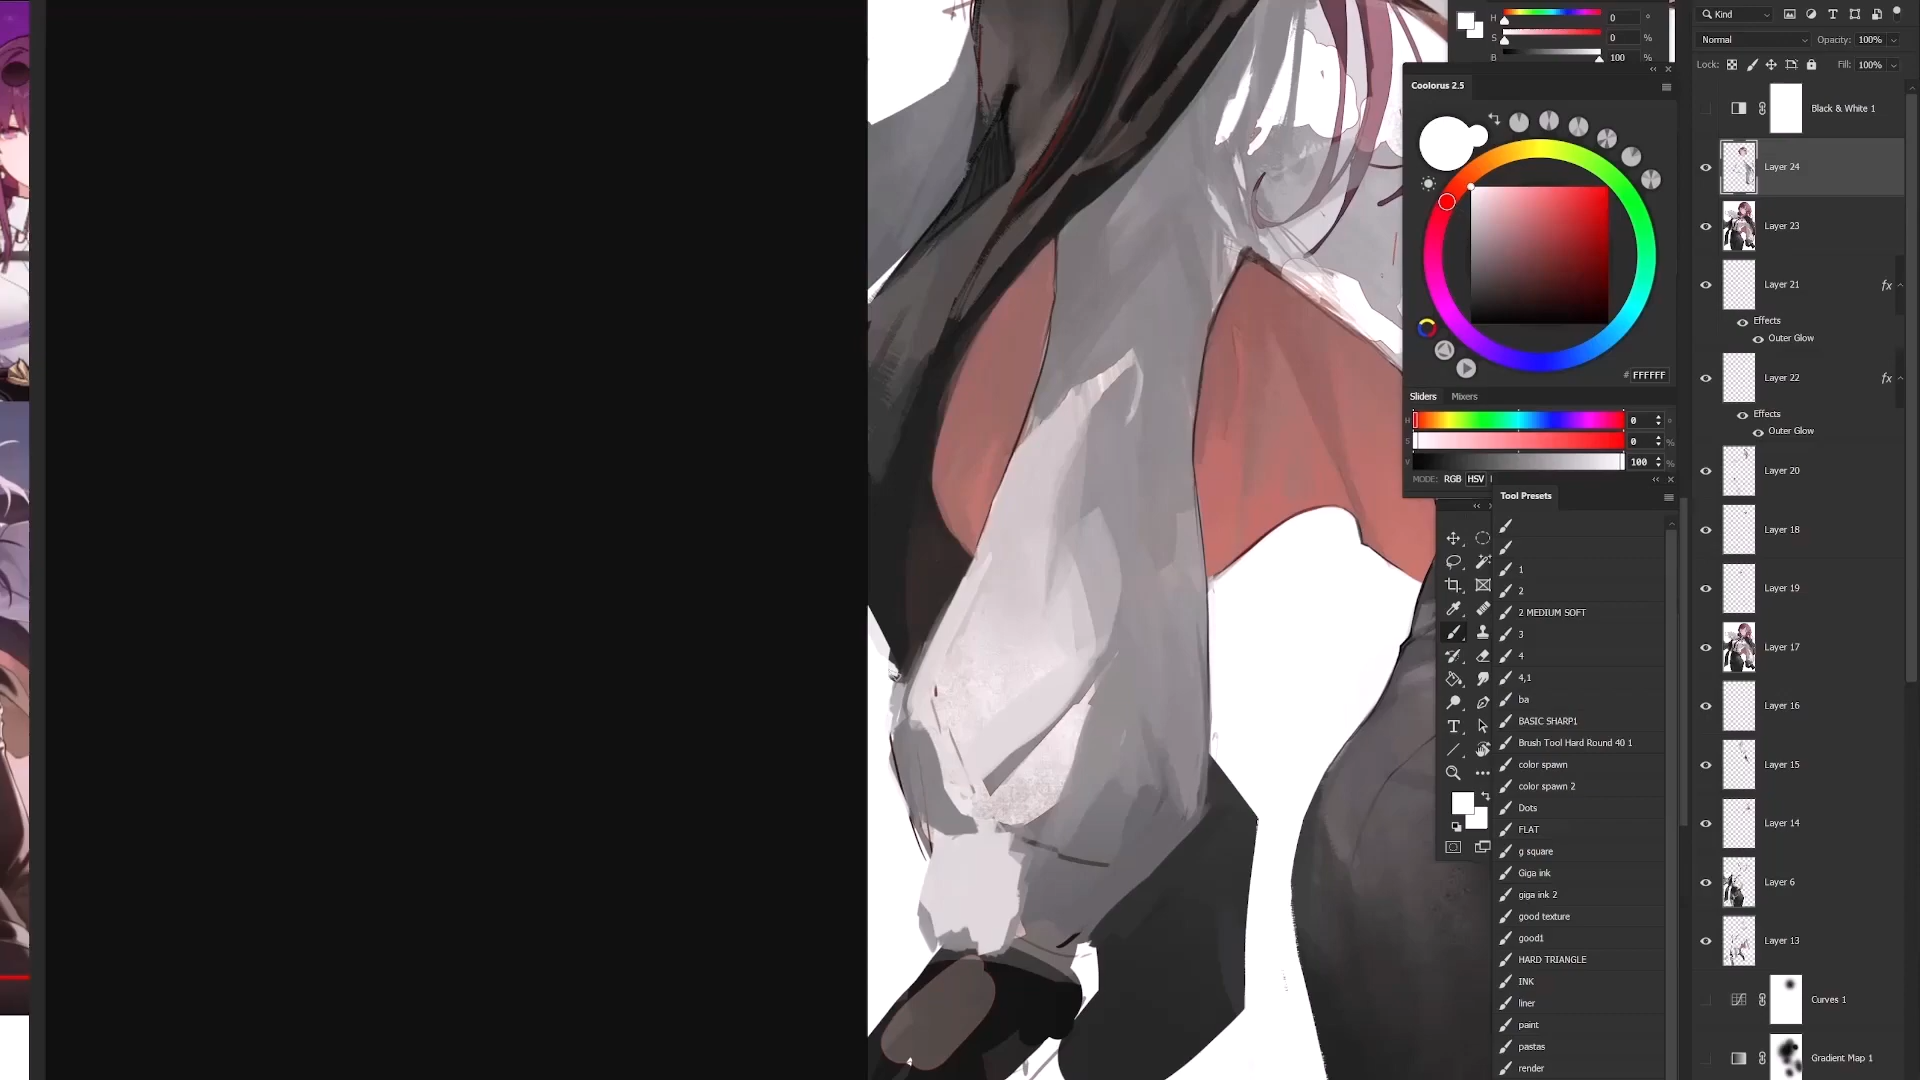 Kind
H 0 °
S 0 %
B 100 %
Normal Opacity: 100%
Lock: Fill: 100%
Coolorus 2.5
# FFFFFF
Sliders Mixers
H 0 °
S 0 %
V 100 %
MODE: RGB HSV
Tool Presets
1
2
2 MEDIUM SOFT
3
4
4,1
ba
BASIC SHARP1
Brush Tool Hard Round 40 1
color spawn
color spawn 2
Dots
FLAT
g square
Giga ink
giga ink 2
good texture
good1
HARD TRIANGLE
INK
liner
paint
pastas
render
Black & White 1
Layer 24
Layer 23
Layer 21 fx
Effects
Outer Glow
Layer 22 fx
Effects
Outer Glow
Layer 20
Layer 18
Layer 19
Layer 17
Layer 16
Layer 15
Layer 14
Layer 6
Layer 13
Curves 1
Gradient Map 1